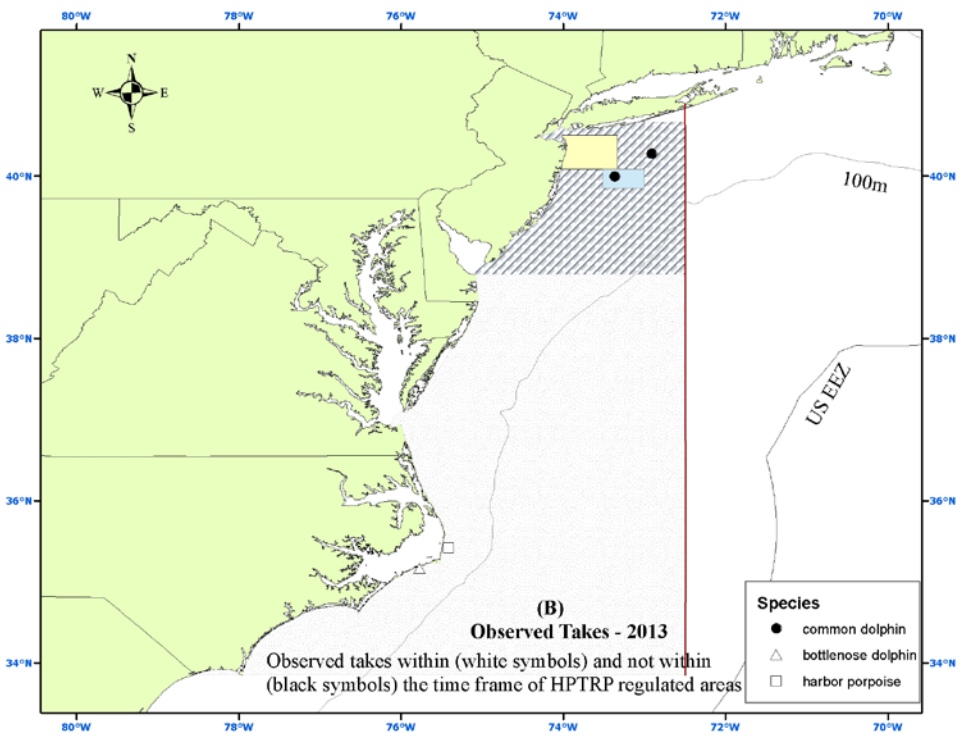 80°W 78°W 76°W 74°W 72°W 70°W
N
W E
S
40°N 40°N
100m
38°N 38°N
US EEZ
36°N 36°N
(B)
Observed Takes - 2013
Observed takes within (white symbols) and not within
(black symbols) the time frame of HPTRP regulated areas
Species
common dolphin
bottlenose dolphin
harbor porpoise
34°N 34°N
80°W 78°W 76°W 74°W 72°W 70°W